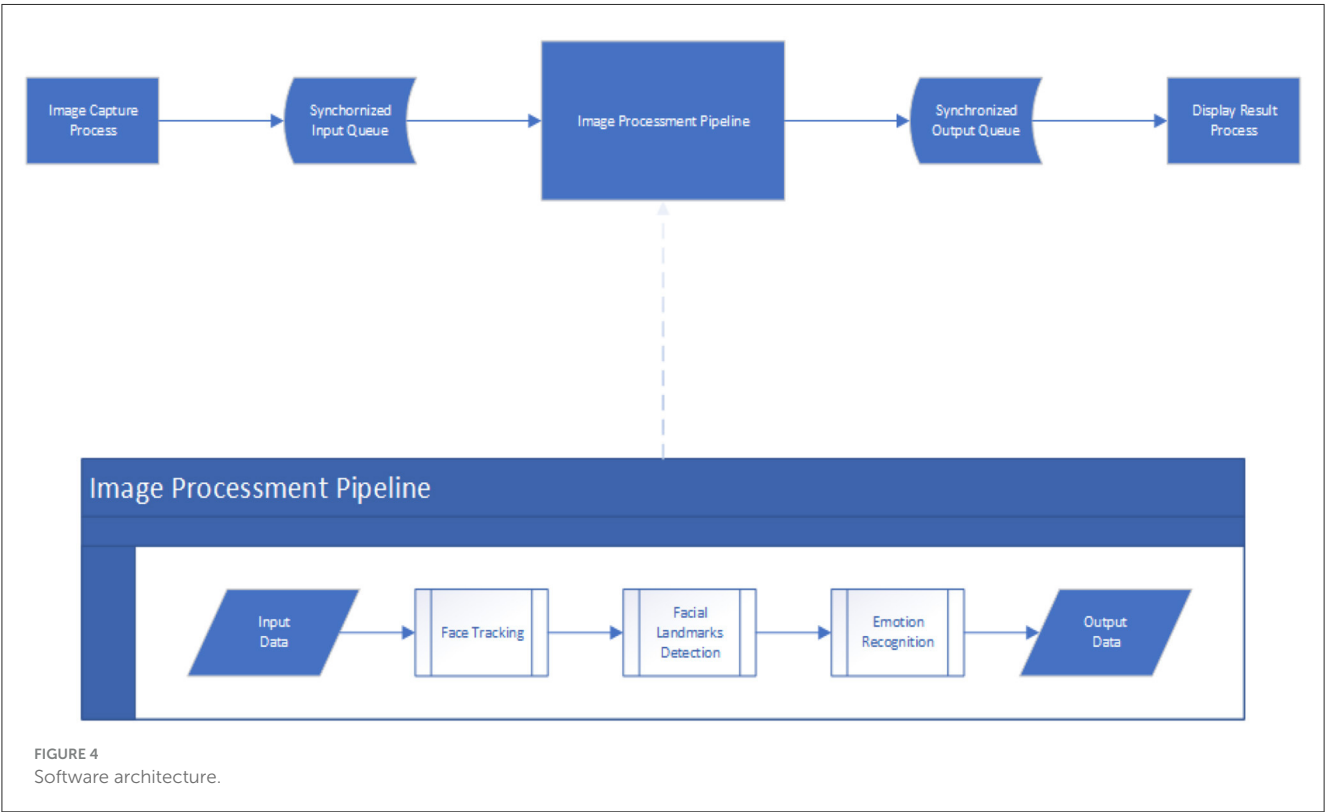 Image Capture
Process
Synchornized
Input Queue
Image Processment Pipeline
Synchronized
Output Queue
Display Result
Process
Image Processment Pipeline
Input
Data
Face Tracking
Facial
Landmarks
Detection
Emotion
Recognition
Output
Data
FIGURE 4
Software architecture.